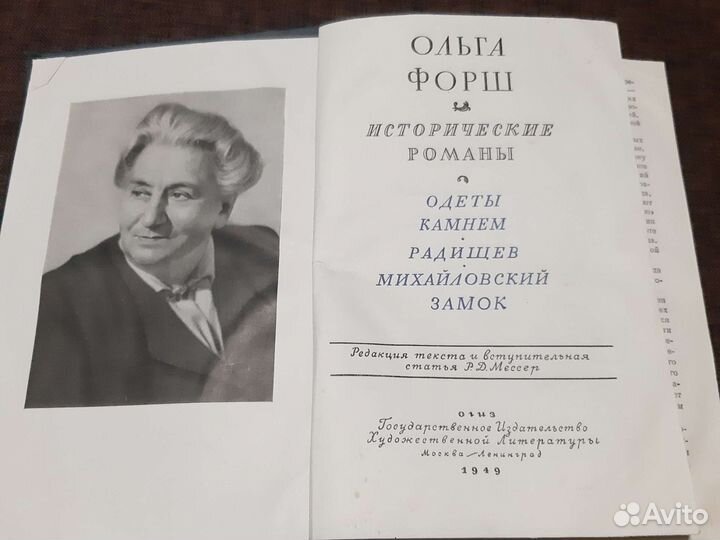 ОЛЬГА
ФОРШ
ИСТОРИЧЕСКИЕ
РОМАНЫ
ОДЕТЫ
КАМНЕМ
РАДИЩЕВ
МИХАЙЛОВСКИЙ
ЗАМОК
Редакция текста и вступительная
статья Р.Д. Мессер
ОГИЗ
Государственное Издательство
Художественной Литературы
Москва—Ленинград
1949
Avito